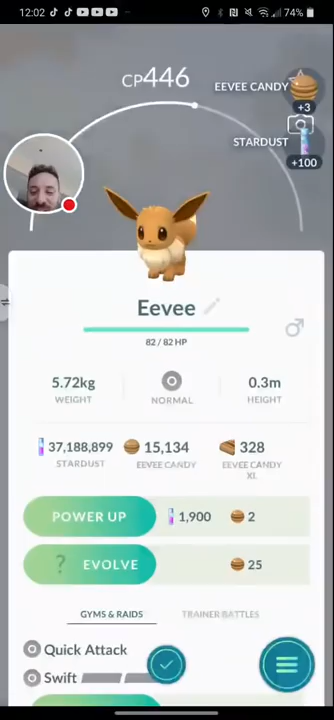 12:02
74%
CP446
EEVEE CANDY
+3
STARDUST
+100
Eevee
82 / 82 HP
5.72kg
WEIGHT
NORMAL
0.3m
HEIGHT
37,188,899
STARDUST
15,134
EEVEE CANDY
328
EEVEE CANDY
XL
POWER UP
1,900
2
? EVOLVE
25
GYMS & RAIDS
TRAINER BATTLES
Quick Attack
Swift